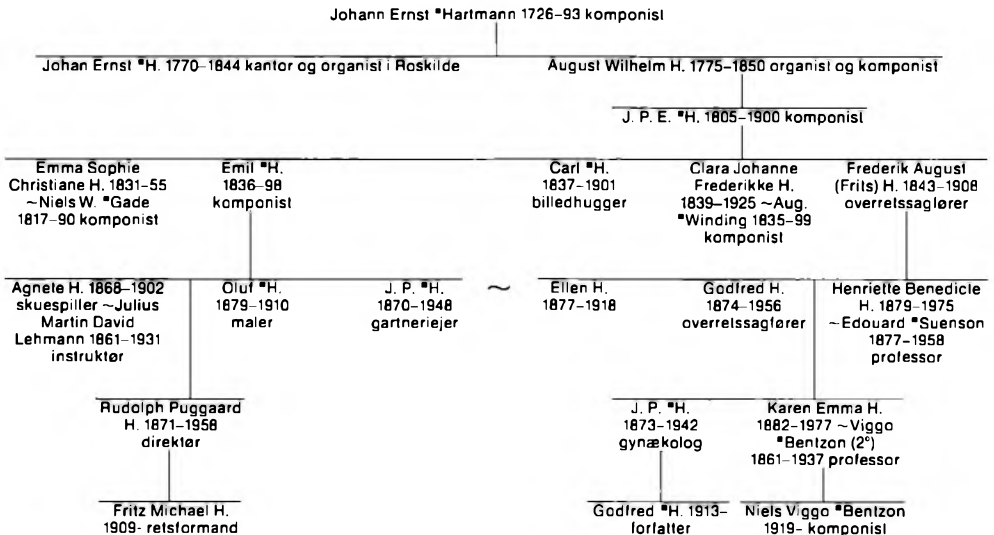 Johann Ernst *Hartmann 1726–93 komponist
Johan Ernst *H. 1770–1844 kantor og organist i Roskilde
August Wilhelm H. 1775–1850 organist og komponist
J. P. E. *H. 1805–1900 komponist
Emma Sophie
Christiane H. 1831–55
~Niels W. *Gade
1817–90 komponist
Emil *H.
1836–98
komponist
Carl *H.
1837–1901
billedhugger
Clara Johanne
Frederikke H.
1839–1925 ~Aug.
*Winding 1835–99
komponist
Frederik August
(Frits) H. 1843–1908
overretssagfører
Agnete H. 1868–1902
skuespiller ~Julius
Martin David
Lehmann 1861–1931
instruktør
Oluf *H.
1879–1910
maler
J. P. *H.
1870–1948
gartneriejer
~
Ellen H.
1877–1918
Godfred H.
1874–1956
overretssagfører
Henriette Benedicte
H. 1879–1975
~Edouard *Suenson
1877–1958
professor
Rudolph Puggaard
H. 1871–1958
direktør
J. P. *H.
1873–1942
gynækolog
Karen Emma H.
1882–1977 ~Viggo
*Bentzon (2°)
1861–1937 professor
Fritz Michael H.
1909- retsformand
Godfred *H. 1913–
forfatter
Niels Viggo *Bentzon
1919– komponist